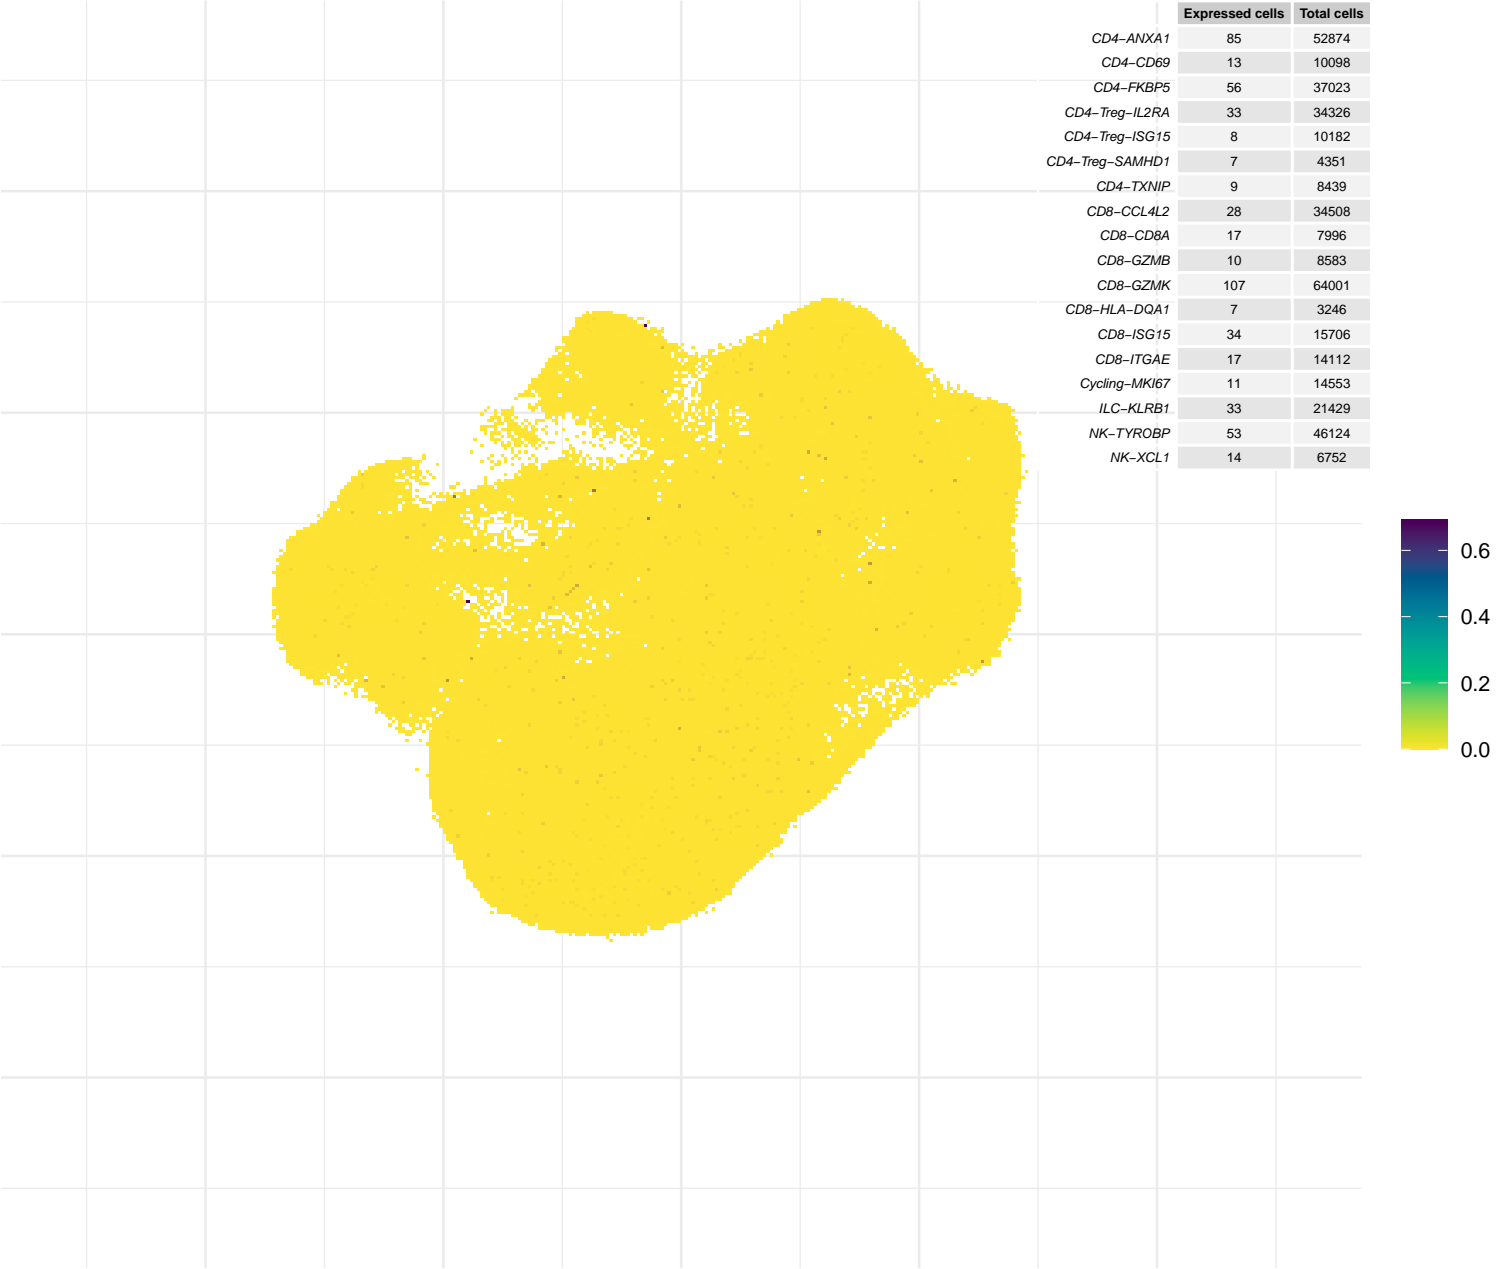 Expressed cells Total cells
CD4−ANXA1 85 52874
CD4−CD69 13 10098
CD4−FKBP5 56 37023
CD4−Treg−IL2RA 33 34326
CD4−Treg−ISG15 8 10182
CD4−Treg−SAMHD1 7 4351
CD4−TXNIP 9 8439
CD8−CCL4L2 28 34508
CD8−CD8A 17 7996
CD8−GZMB 10 8583
CD8−GZMK 107 64001
CD8−HLA−DQA1 7 3246
CD8−ISG15 34 15706
CD8−ITGAE 17 14112
Cycling−MKI67 11 14553
ILC−KLRB1 33 21429
NK−TYROBP 53 46124
NK−XCL1 14 6752
0.6
0.4
0.2
0.0